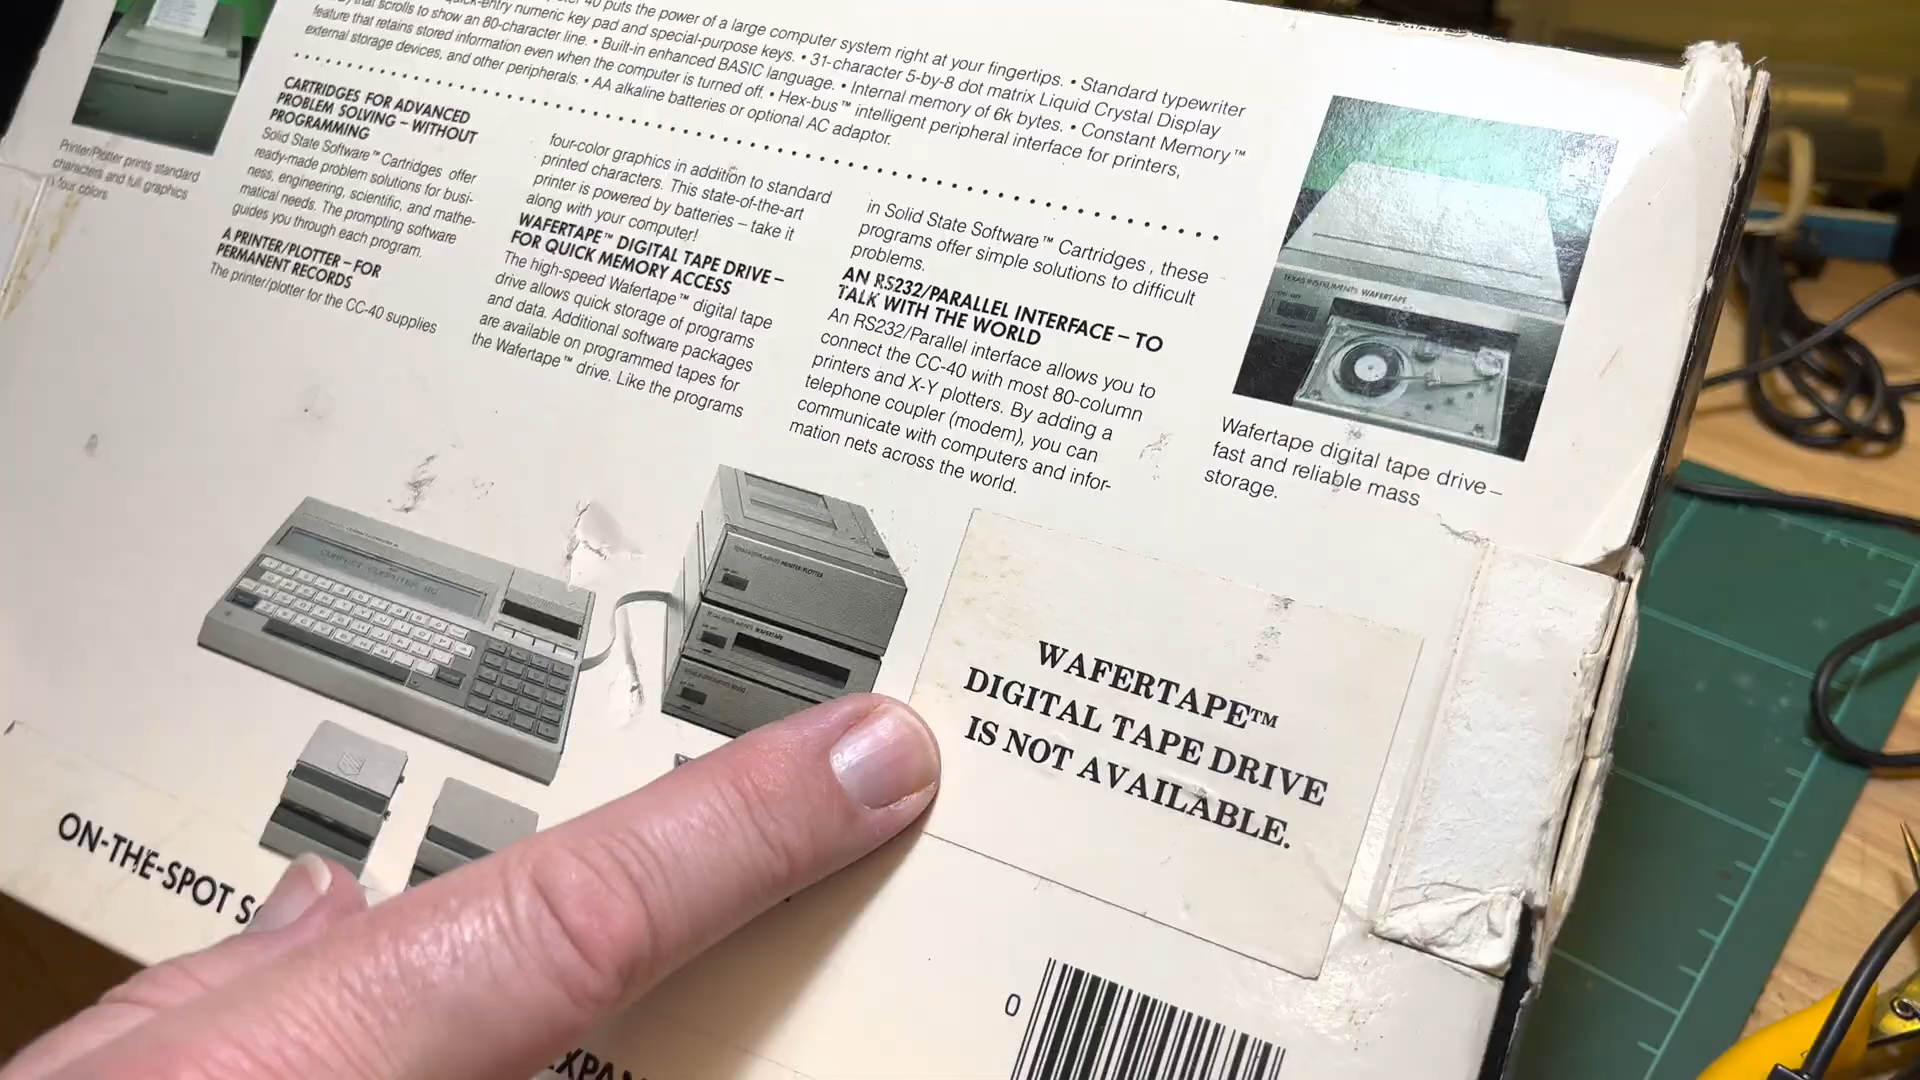 40 puts the power of a large computer system right at your fingertips. • Standard typewriter
quick-entry numeric key pad and special-purpose keys. • 31-character 5-by-8 dot matrix Liquid Crystal Display
that scrolls to show an 80-character line. • Built-in enhanced BASIC language. • Internal memory of 6k bytes. • Constant Memory™
feature that retains stored information even when the computer is turned off. • Hex-bus™ intelligent peripheral interface for printers,
external storage devices, and other peripherals. • AA alkaline batteries or optional AC adaptor.
Printer/Plotter prints standard
characters and full graphics
four colors
CARTRIDGES FOR ADVANCED
PROBLEM SOLVING – WITHOUT
PROGRAMMING
Solid State Software™ Cartridges offer
ready-made problem solutions for busi-
ness, engineering, scientific, and mathe-
matical needs. The prompting software
guides you through each program.
A PRINTER/PLOTTER – FOR
PERMANENT RECORDS
The printer/plotter for the CC-40 supplies
four-color graphics in addition to standard
printed characters. This state-of-the-art
printer is powered by batteries – take it
along with your computer!
WAFERTAPE™ DIGITAL TAPE DRIVE –
FOR QUICK MEMORY ACCESS
The high-speed Wafertape™ digital tape
drive allows quick storage of programs
and data. Additional software packages
are available on programmed tapes for
the Wafertape™ drive. Like the programs
in Solid State Software™ Cartridges, these
programs offer simple solutions to difficult
problems.
AN RS232/PARALLEL INTERFACE – TO
TALK WITH THE WORLD
An RS232/Parallel interface allows you to
connect the CC-40 with most 80-column
printers and X-Y plotters. By adding a
telephone coupler (modem), you can
communicate with computers and infor-
mation nets across the world.
TEXAS INSTRUMENTS WAFERTAPE
Wafertape digital tape drive –
fast and reliable mass
storage.
COMPACT COMPUTER 40
TEXAS INSTRUMENTS PRINTER/PLOTTER
TEXAS INSTRUMENTS WAFERTAPE
WAFERTAPE™
DIGITAL TAPE DRIVE
IS NOT AVAILABLE.
ON-THE-SPOT
0